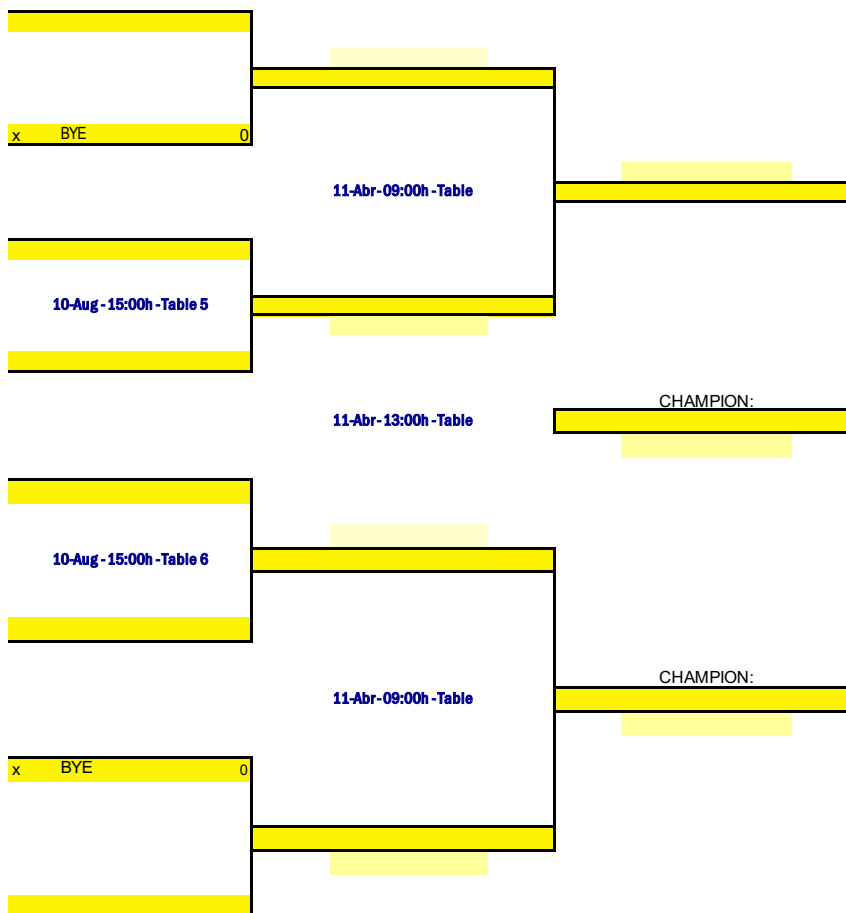 x BYE 0
11-Abr-09:00h-Table
10-Aug - 15:00h -Table 5
CHAMPION:
11-Abr-13:00h-Table
10-Aug - 15:00h -Table 6
CHAMPION:
11-Abr-09:00h-Table
x BYE 0